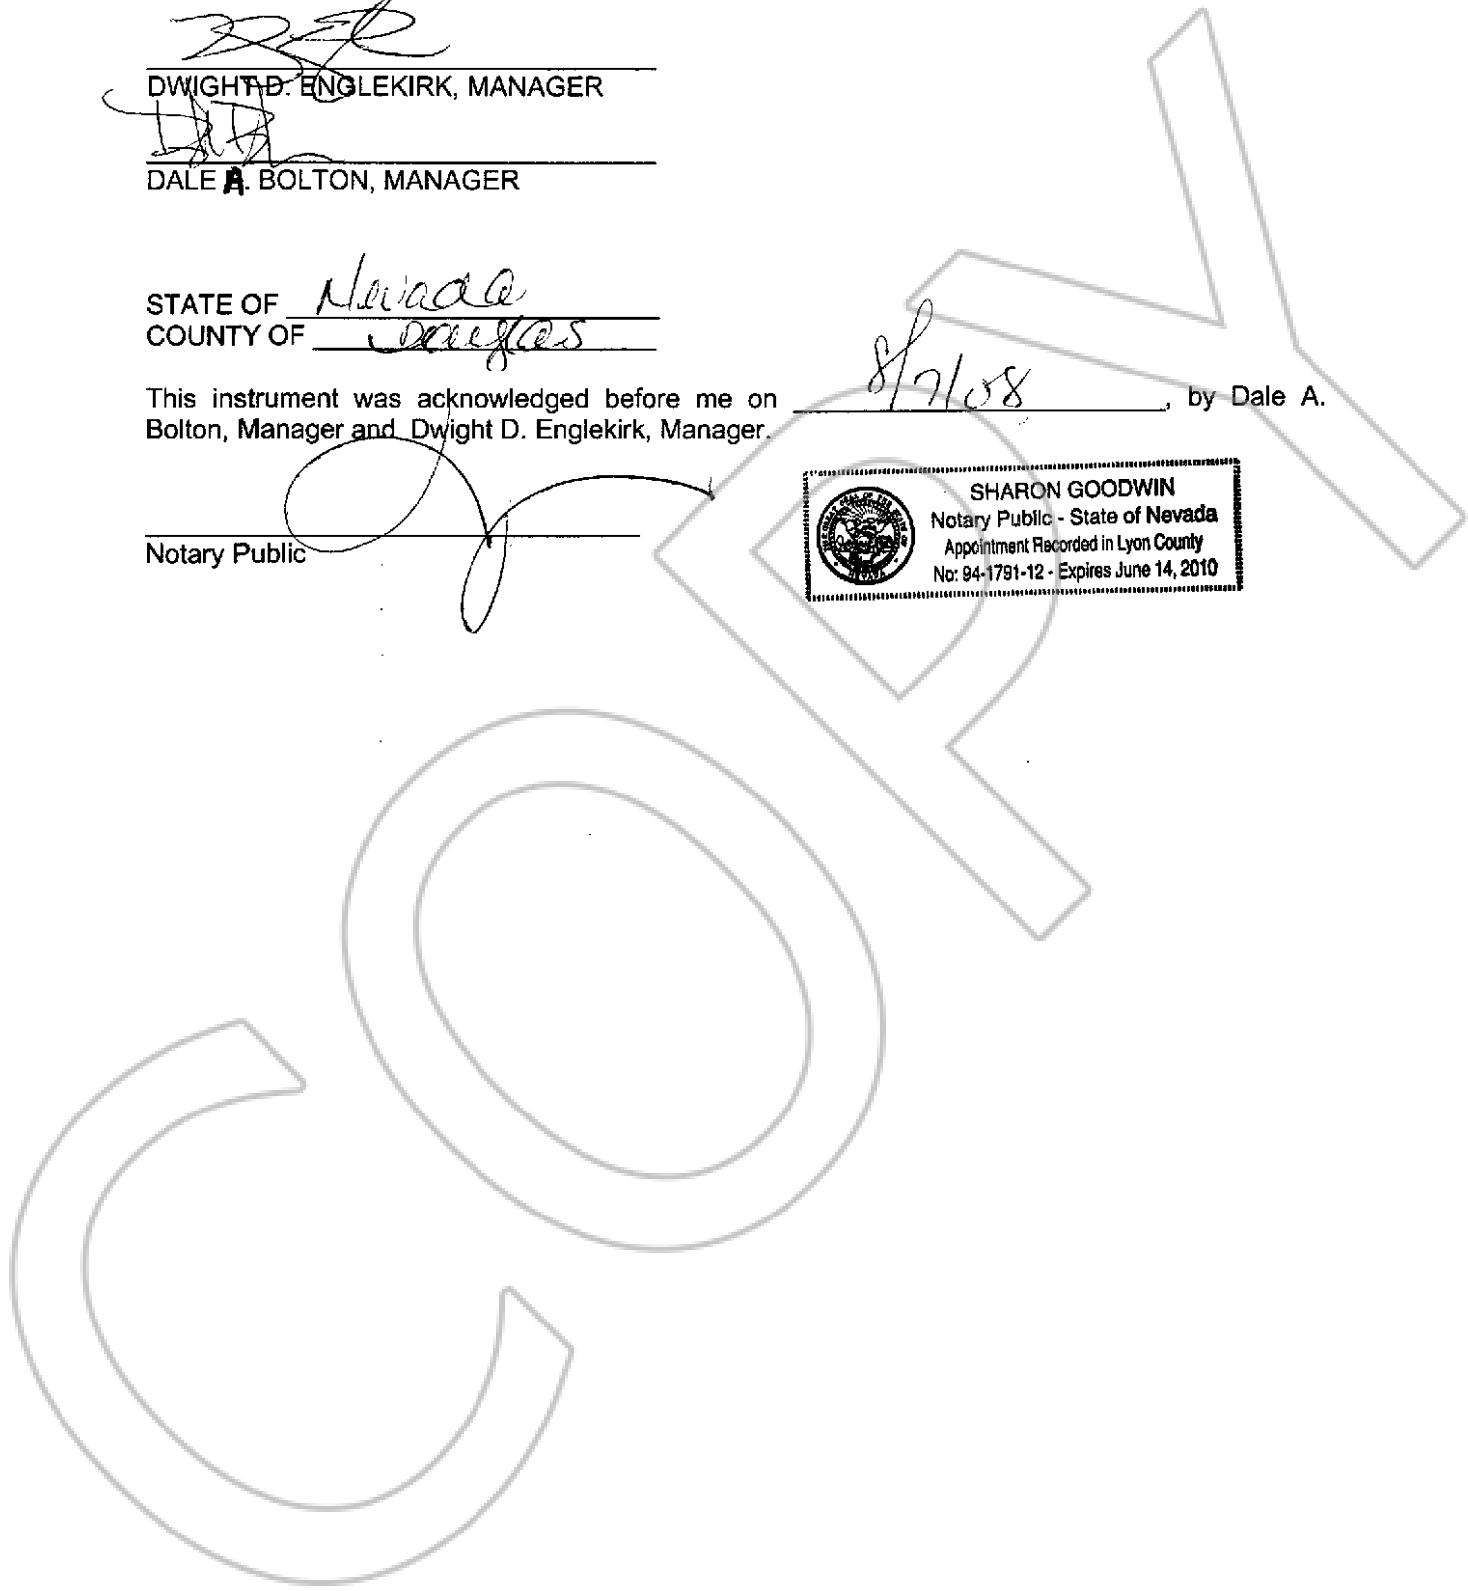 DWIGHT D. ENGLEKIRK, MANAGER
DALE A. BOLTON, MANAGER
STATE OF Nevada
COUNTY OF Douglas
This instrument was acknowledged before me on 8/7/08, by Dale A.
Bolton, Manager and Dwight D. Englekirk, Manager.
Notary Public
SHARON GOODWIN
Notary Public - State of Nevada
Appointment Recorded in Lyon County
No: 94-1791-12 - Expires June 14, 2010
COPY